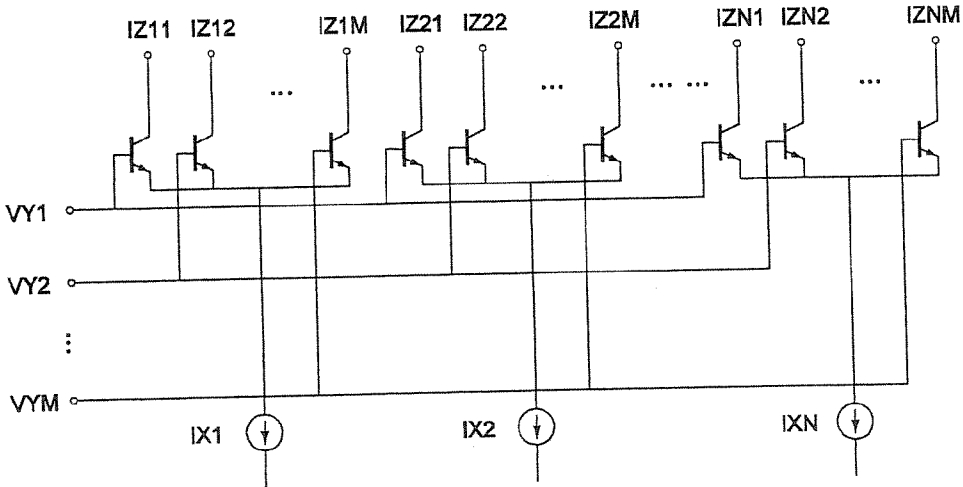 IZ11 IZ12 IZ1M IZ21 IZ22 IZ2M IZN1 IZN2 IZNM
... ... ... ... ...
VY1
VY2
⋮
VYM
IX1 IX2 IXN